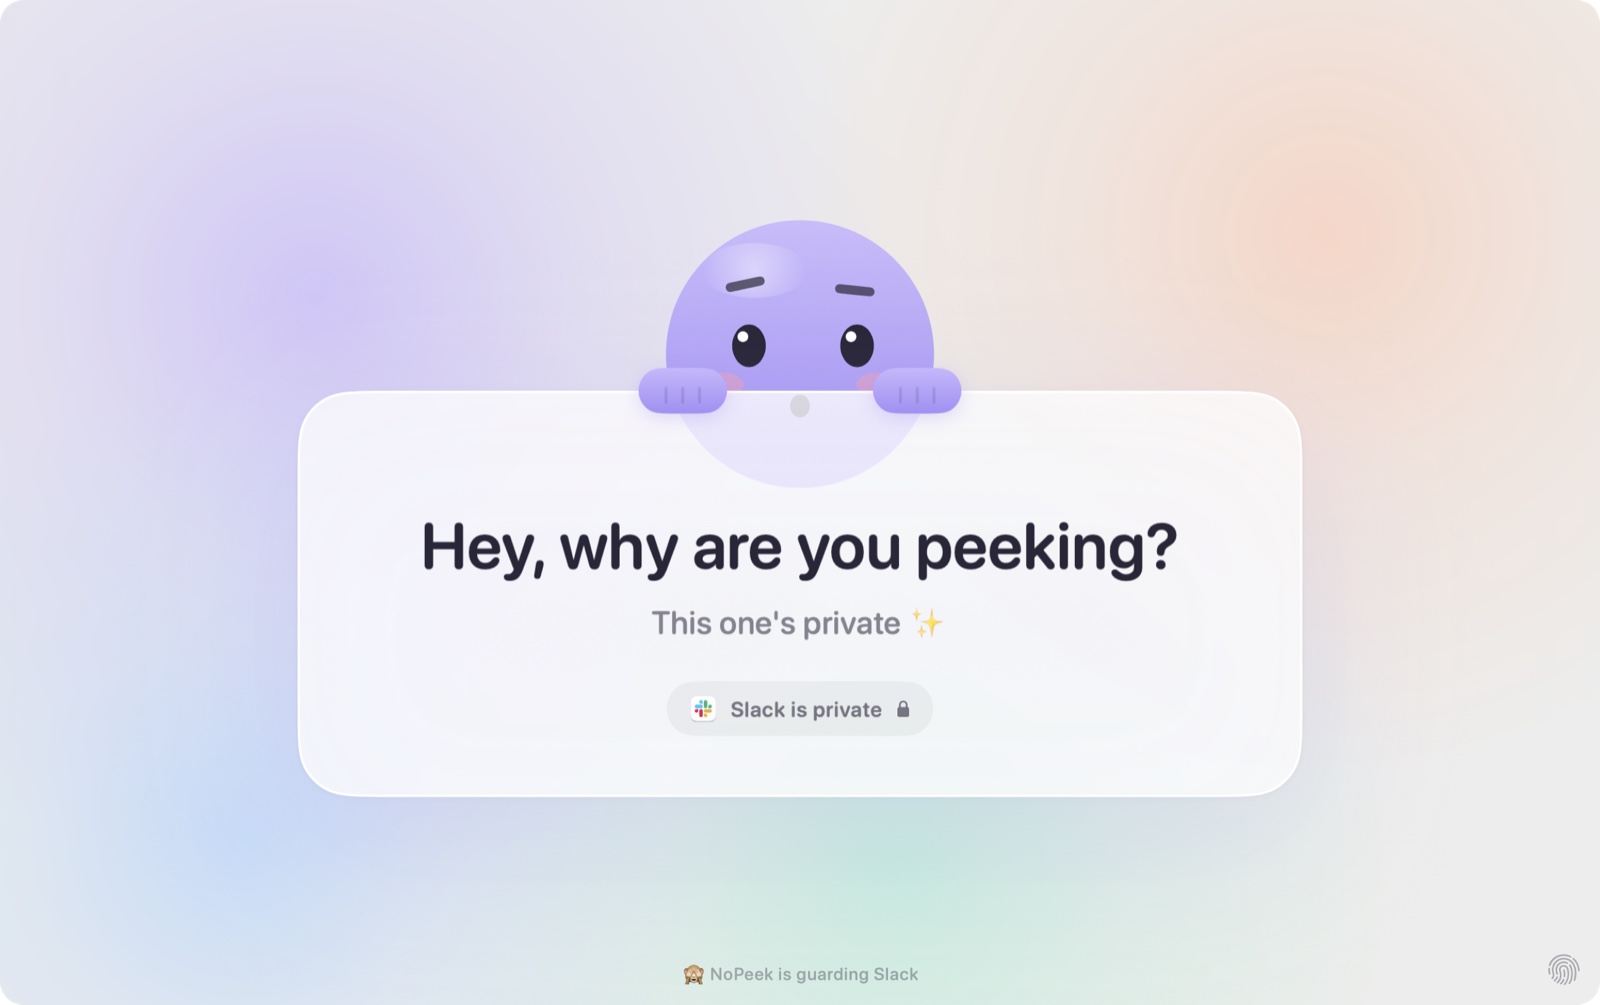 Hey, why are you peeking?
This one's private ✨
Slack is private
🙈 NoPeek is guarding Slack